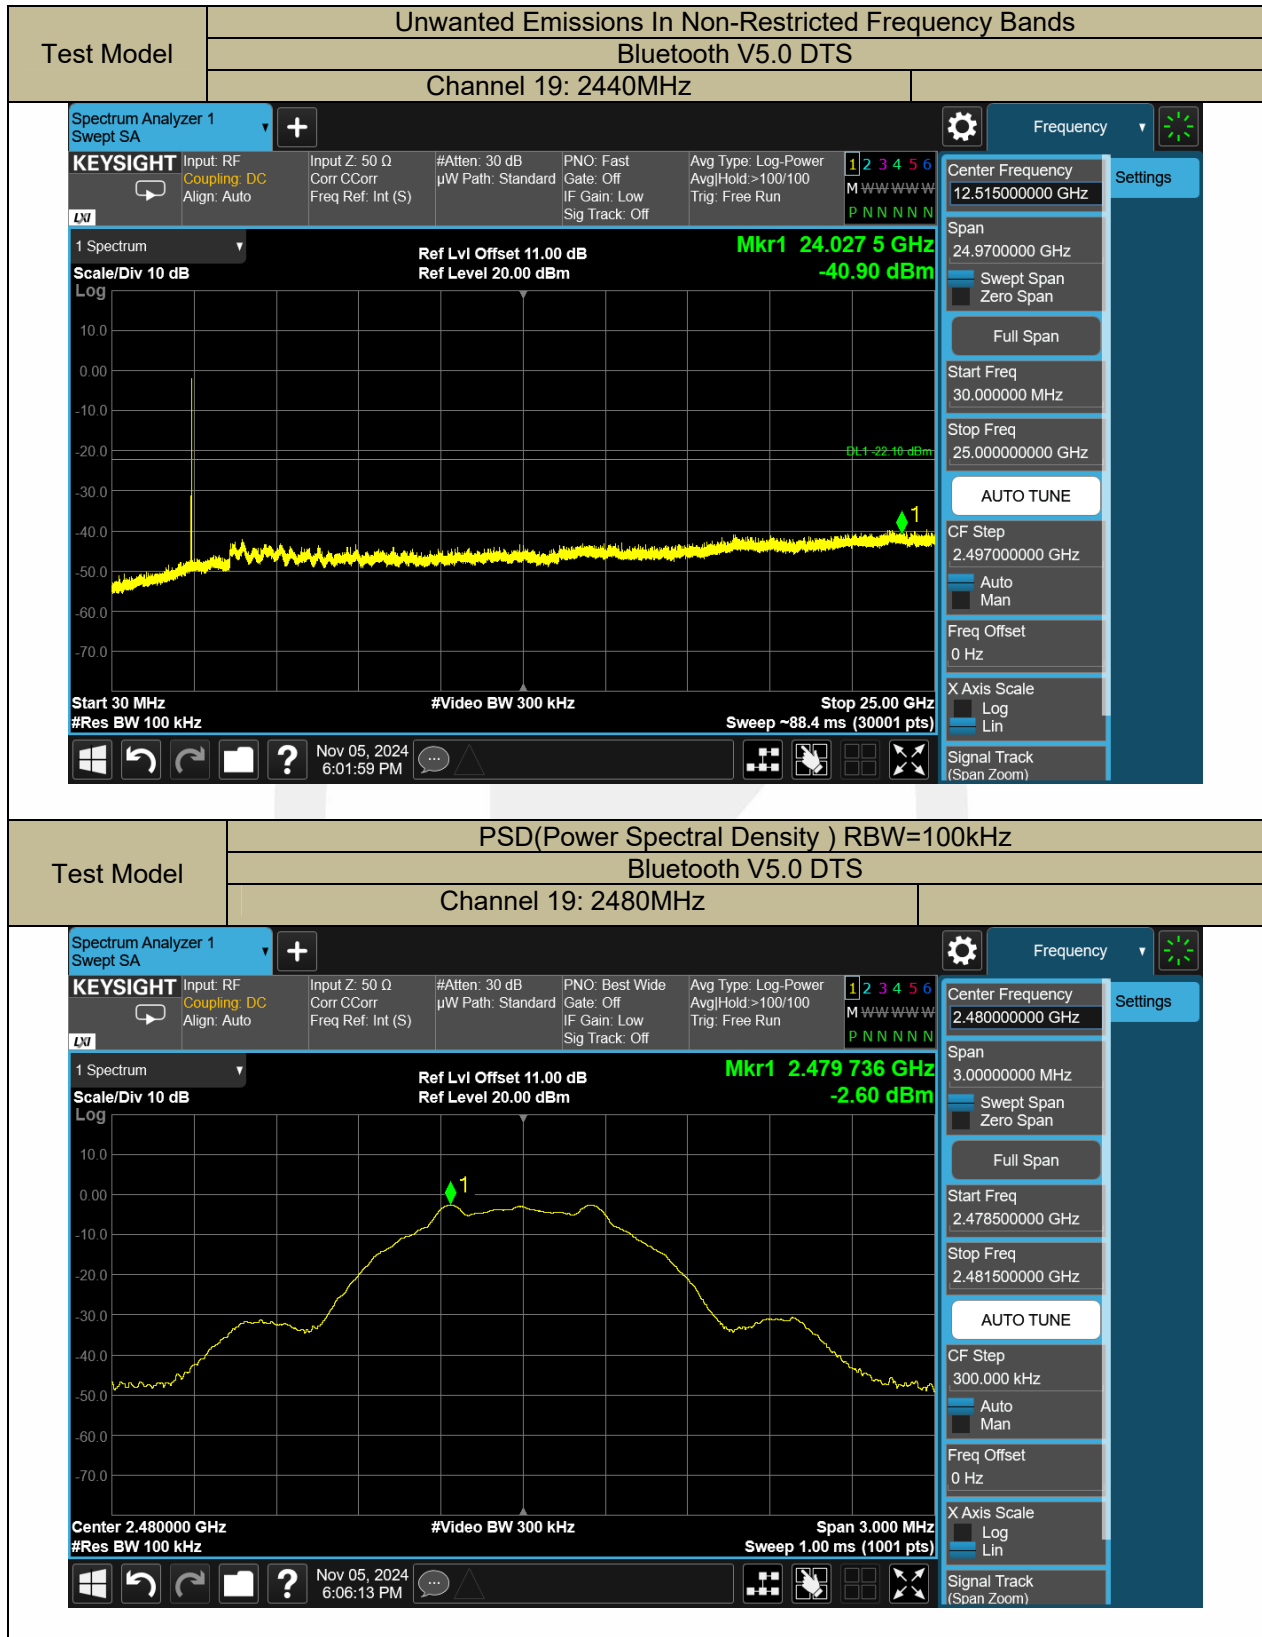 Test Model
Unwanted Emissions In Non-Restricted Frequency Bands
Bluetooth V5.0 DTS
Channel 19: 2440MHz
Spectrum Analyzer 1
Swept SA
Frequency
KEYSIGHT
LXI
Input: RF
Coupling: DC
Align: Auto
Input Z: 50 Ω
Corr CCorr
Freq Ref: Int (S)
#Atten: 30 dB
µW Path: Standard
PNO: Fast
Gate: Off
IF Gain: Low
Sig Track: Off
Avg Type: Log-Power
Avg|Hold:>100/100
Trig: Free Run
1 2 3 4 5 6
M W W W W W
P N N N N N
1 Spectrum
Scale/Div 10 dB
Log
Ref Lvl Offset 11.00 dB
Ref Level 20.00 dBm
Mkr1 24.027 5 GHz
-40.90 dBm
10.0
0.00
-10.0
-20.0
-30.0
-40.0
-50.0
-60.0
-70.0
DL1 -22.10 dBm
1
Start 30 MHz
#Res BW 100 kHz
#Video BW 300 kHz
Stop 25.00 GHz
Sweep ~88.4 ms (30001 pts)
Nov 05, 2024
6:01:59 PM
Center Frequency
12.515000000 GHz
Span
24.9700000 GHz
Swept Span
Zero Span
Full Span
Start Freq
30.000000 MHz
Stop Freq
25.000000000 GHz
AUTO TUNE
CF Step
2.497000000 GHz
Auto
Man
Freq Offset
0 Hz
X Axis Scale
Log
Lin
Signal Track
(Span Zoom)
Settings
Test Model
PSD(Power Spectral Density ) RBW=100kHz
Bluetooth V5.0 DTS
Channel 19: 2480MHz
Spectrum Analyzer 1
Swept SA
Frequency
KEYSIGHT
LXI
Input: RF
Coupling: DC
Align: Auto
Input Z: 50 Ω
Corr CCorr
Freq Ref: Int (S)
#Atten: 30 dB
µW Path: Standard
PNO: Best Wide
Gate: Off
IF Gain: Low
Sig Track: Off
Avg Type: Log-Power
Avg|Hold:>100/100
Trig: Free Run
1 2 3 4 5 6
M W W W W W
P N N N N N
1 Spectrum
Scale/Div 10 dB
Log
Ref Lvl Offset 11.00 dB
Ref Level 20.00 dBm
Mkr1 2.479 736 GHz
-2.60 dBm
10.0
0.00
-10.0
-20.0
-30.0
-40.0
-50.0
-60.0
-70.0
1
Center 2.480000 GHz
#Res BW 100 kHz
#Video BW 300 kHz
Span 3.000 MHz
Sweep 1.00 ms (1001 pts)
Nov 05, 2024
6:06:13 PM
Center Frequency
2.480000000 GHz
Span
3.00000000 MHz
Swept Span
Zero Span
Full Span
Start Freq
2.478500000 GHz
Stop Freq
2.481500000 GHz
AUTO TUNE
CF Step
300.000 kHz
Auto
Man
Freq Offset
0 Hz
X Axis Scale
Log
Lin
Signal Track
(Span Zoom)
Settings